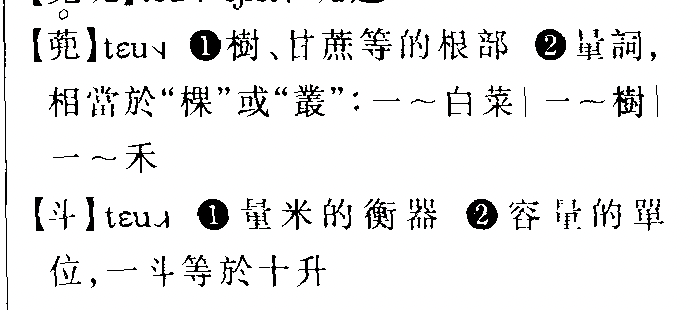 【蔸】tɛu ❶樹、甘蔗等的根部 ❷量詞,
相當於“棵”或“叢”:一～白菜|一～樹|
一～禾
【斗】tɛu ❶量米的衡器 ❷容量的單
位,一斗等於十升